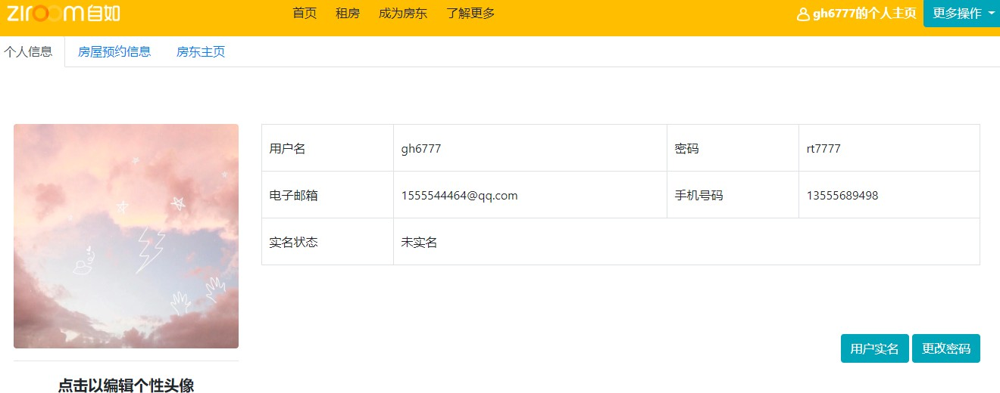 ziroom自如 首页 租房 成为房东 了解更多 gh6777的个人主页 更多操作
个人信息 房屋预约信息 房东主页
用户名 gh6777 密码 rt7777
电子邮箱 1555544464@qq.com 手机号码 13555689498
实名状态 未实名
用户实名 更改密码
点击以编辑个性头像